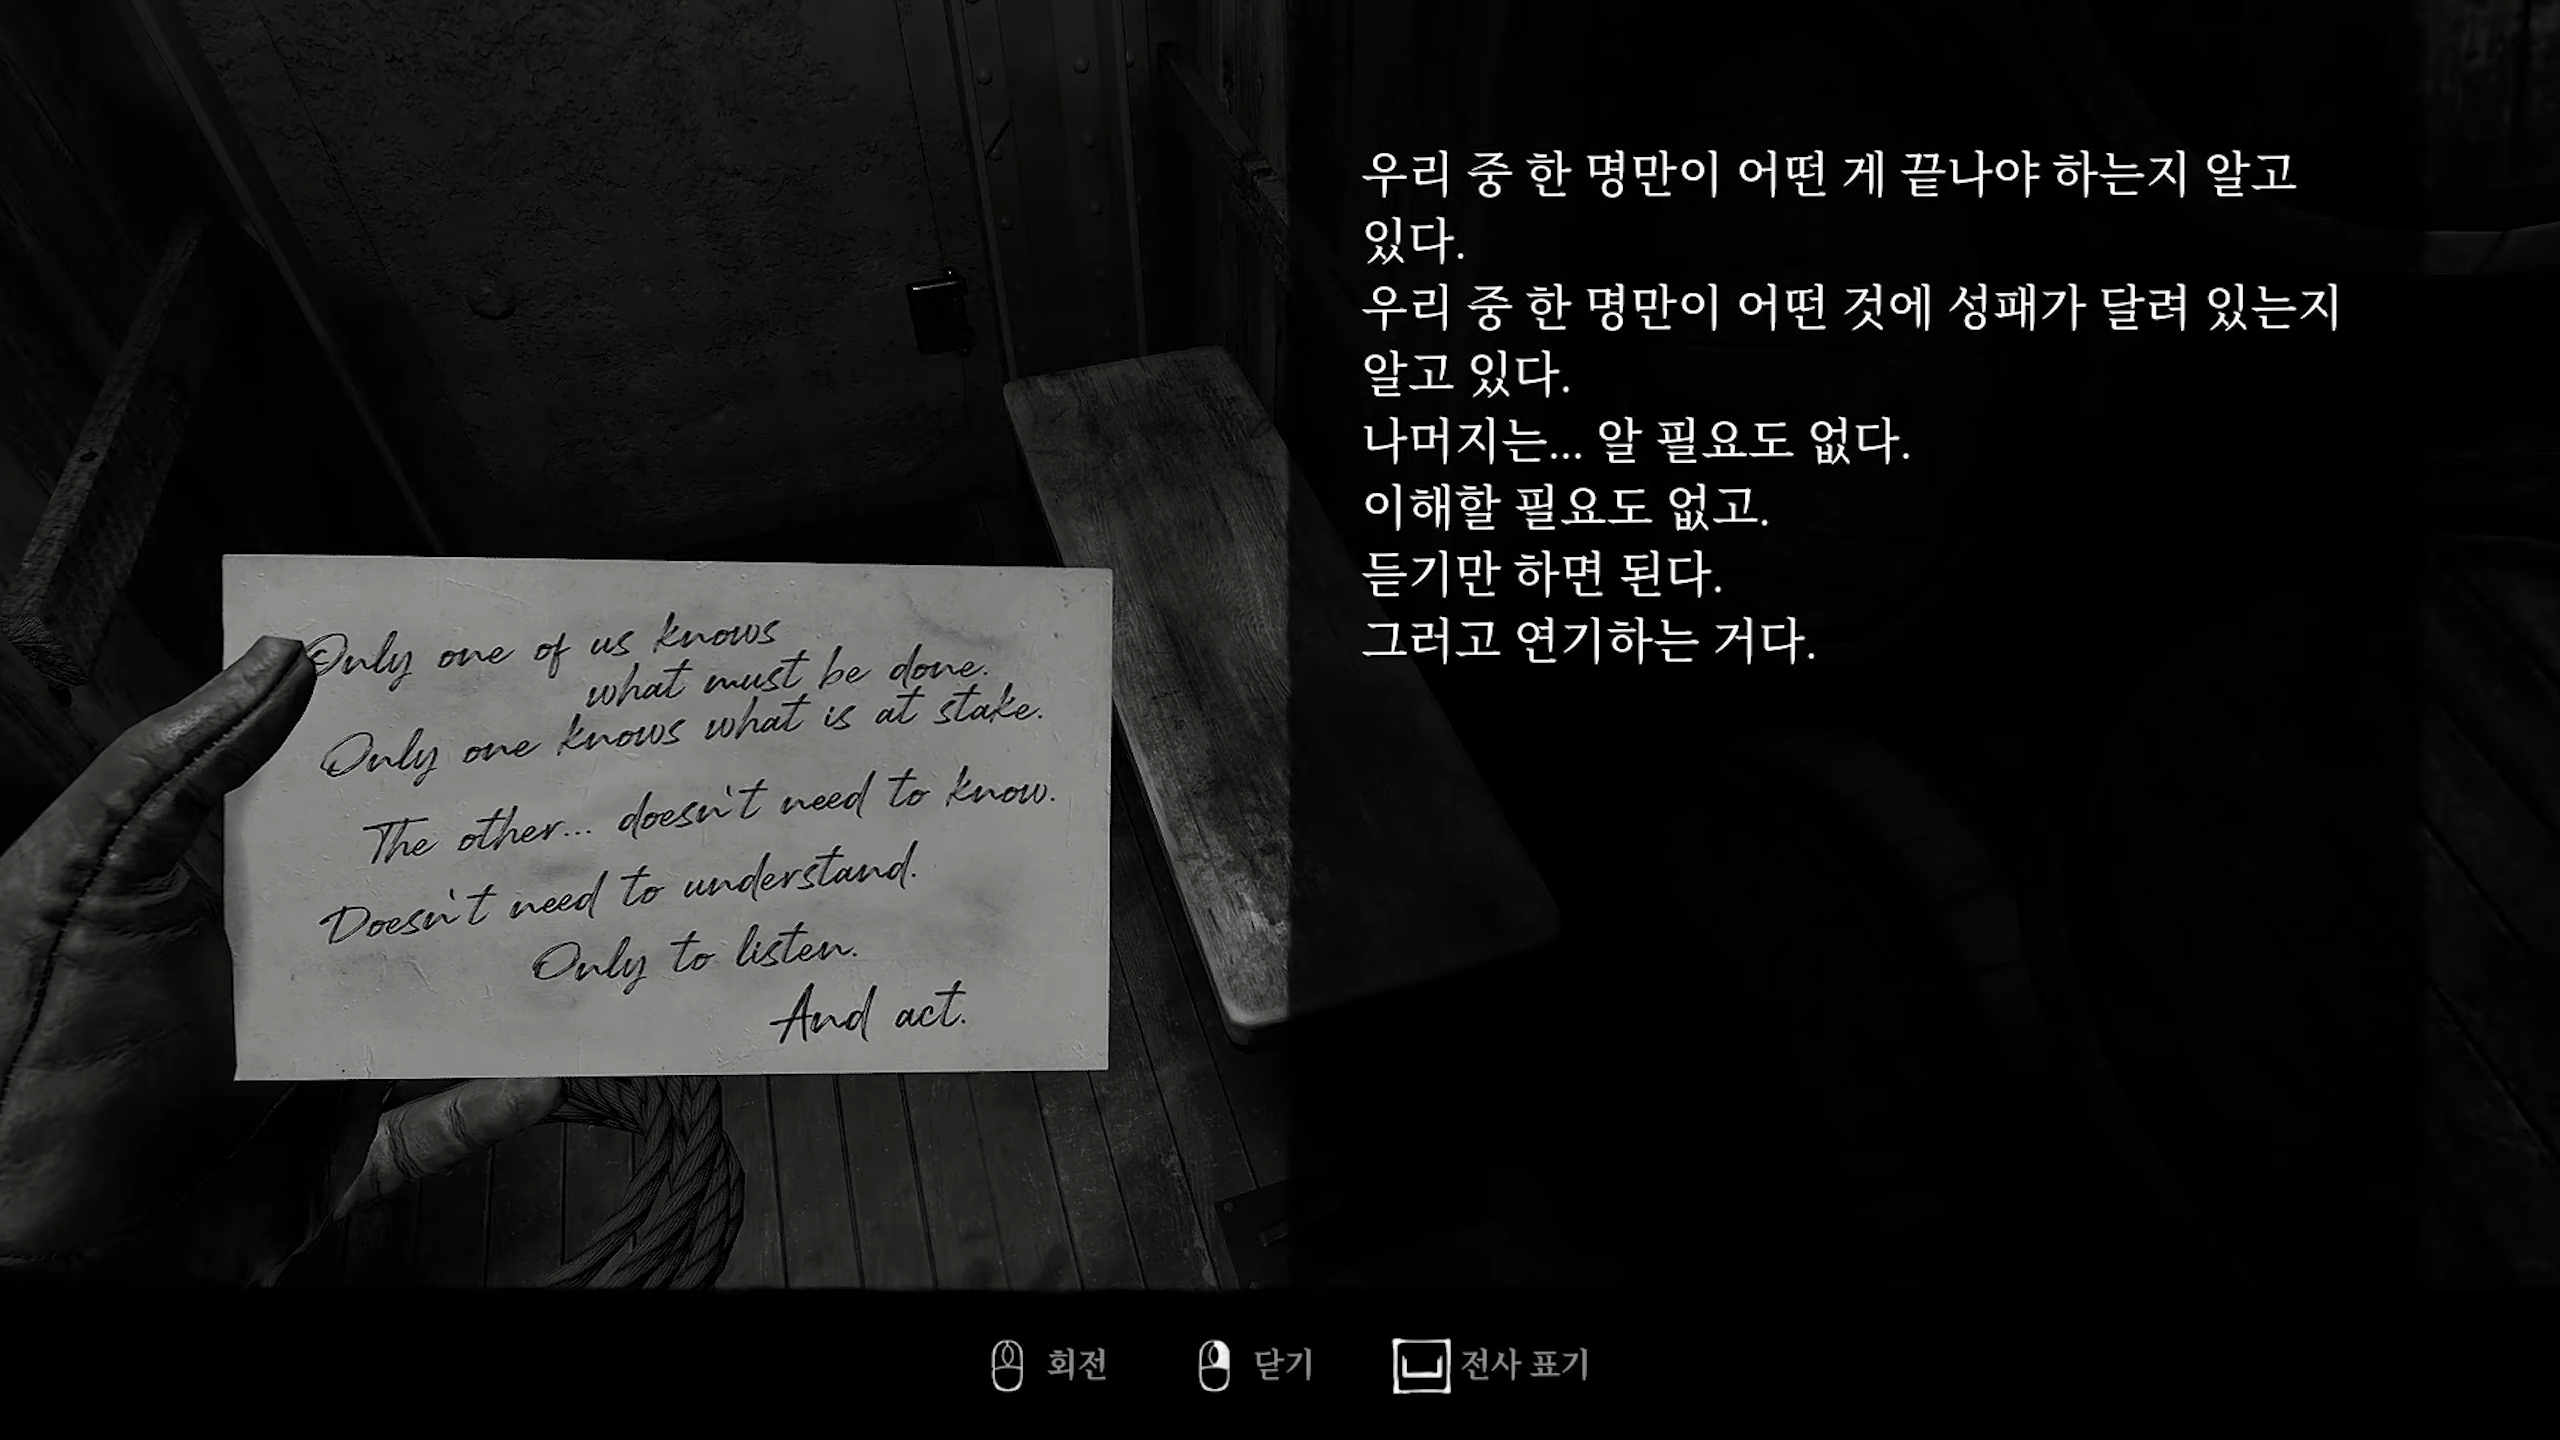 Only one of us knows
what must be done.
Only one knows what is at stake.
The other... doesn't need to know.
Doesn't need to understand.
Only to listen.
And act.
우리 중 한 명만이 어떤 게 끝나야 하는지 알고
있다.
우리 중 한 명만이 어떤 것에 성패가 달려 있는지
알고 있다.
나머지는... 알 필요도 없다.
이해할 필요도 없고.
듣기만 하면 된다.
그러고 연기하는 거다.
회전
닫기
전사 표기